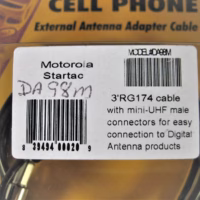 CELL PHONE
External Antenna Adapter Cable
MODEL#DA98M
Motorola
Startac
DA98M
3'RG174 cable
with mini-UHF male
connectors for easy
connection to Digital
Antenna products
39494 00029